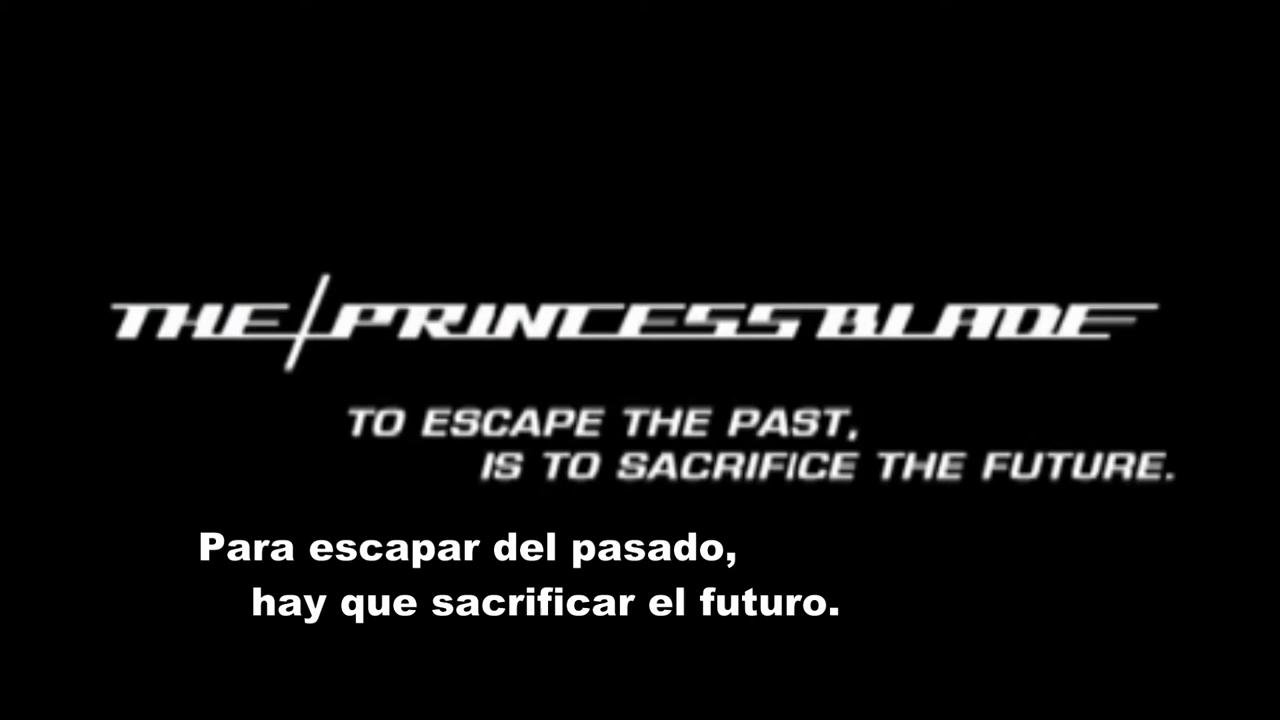 THE PRINCESS BLADE
TO ESCAPE THE PAST,
IS TO SACRIFICE THE FUTURE.
Para escapar del pasado,
hay que sacrificar el futuro.